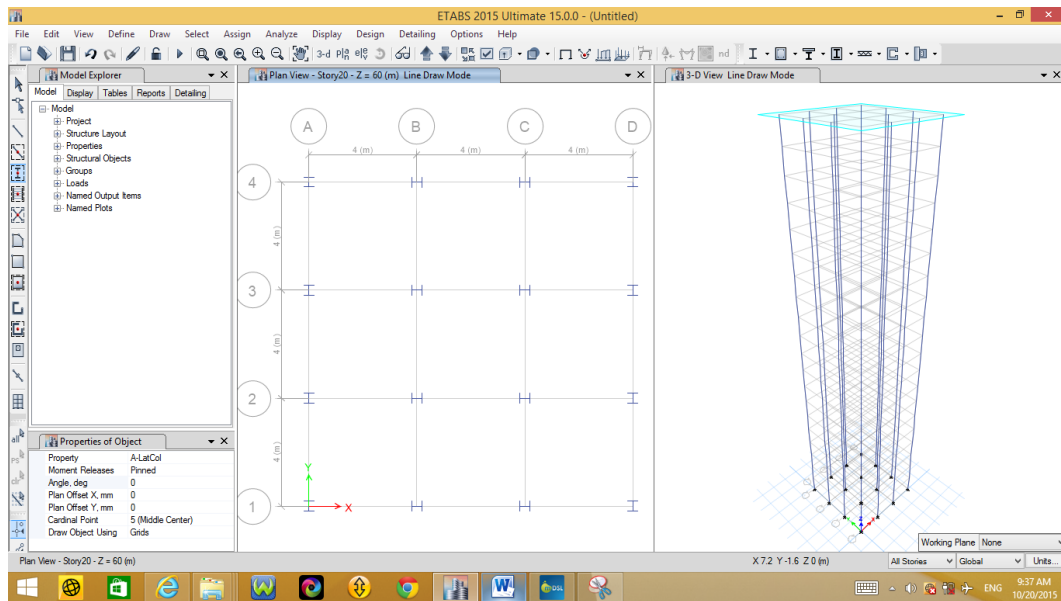 ETABS 2015 Ultimate 15.0.0 - (Untitled)
File Edit View Define Draw Select Assign Analyze Display Design Detailing Options Help
3-d nd
Model Explorer
Model Display Tables Reports Detailing
Model
Project
Structure Layout
Properties
Structural Objects
Groups
Loads
Named Output Items
Named Plots
Properties of Object
Property A-LatCol
Moment Releases Pinned
Angle, deg 0
Plan Offset X, mm 0
Plan Offset Y, mm 0
Cardinal Point 5 (Middle Center)
Draw Object Using Grids
Plan View - Story20 - Z = 60 (m) Line Draw Mode
A B C D
4 (m) 4 (m) 4 (m)
4
4 (m)
3
4 (m)
2
4 (m)
Y
1
X
3-D View Line Draw Mode
Z
Working Plane None
Plan View - Story20 - Z = 60 (m)
X 7.2 Y -1.6 Z 0 (m)
All Stories Global Units...
W
DSL
ENG
9:37 AM
10/20/2015